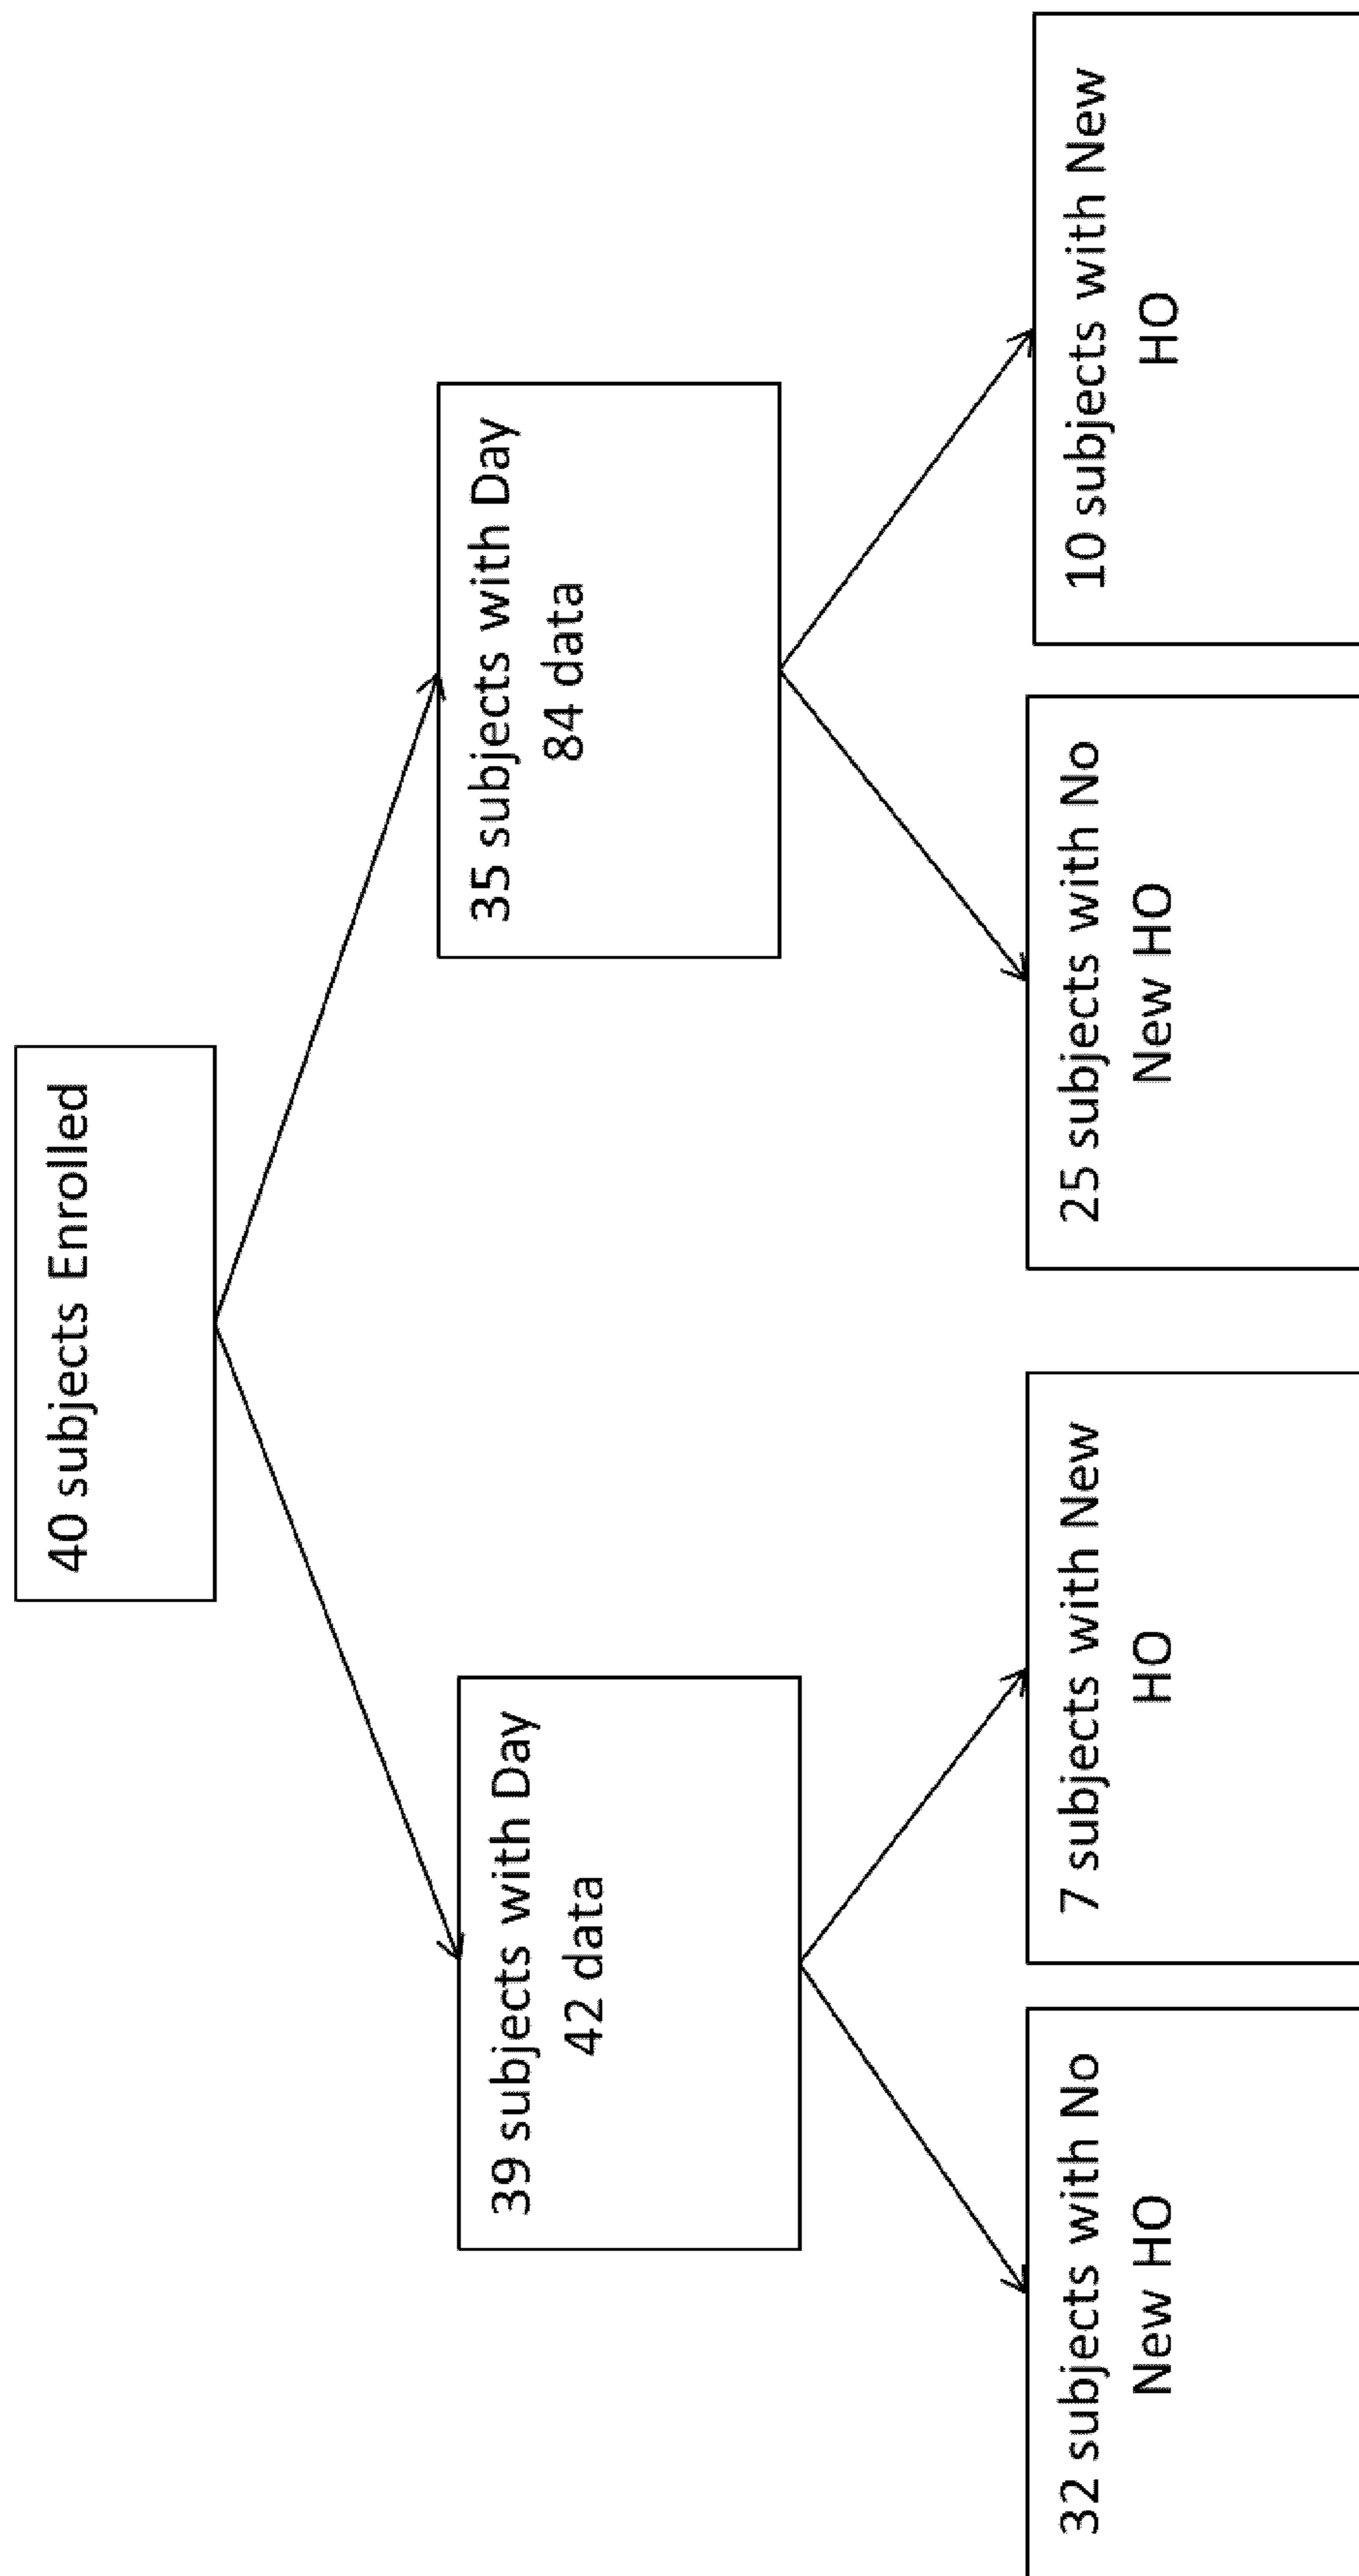 40 subjects Enrolled
39 subjects with Day
42 data
35 subjects with Day
84 data
32 subjects with No
New HO
7 subjects with New
HO
25 subjects with No
New HO
10 subjects with New
HO